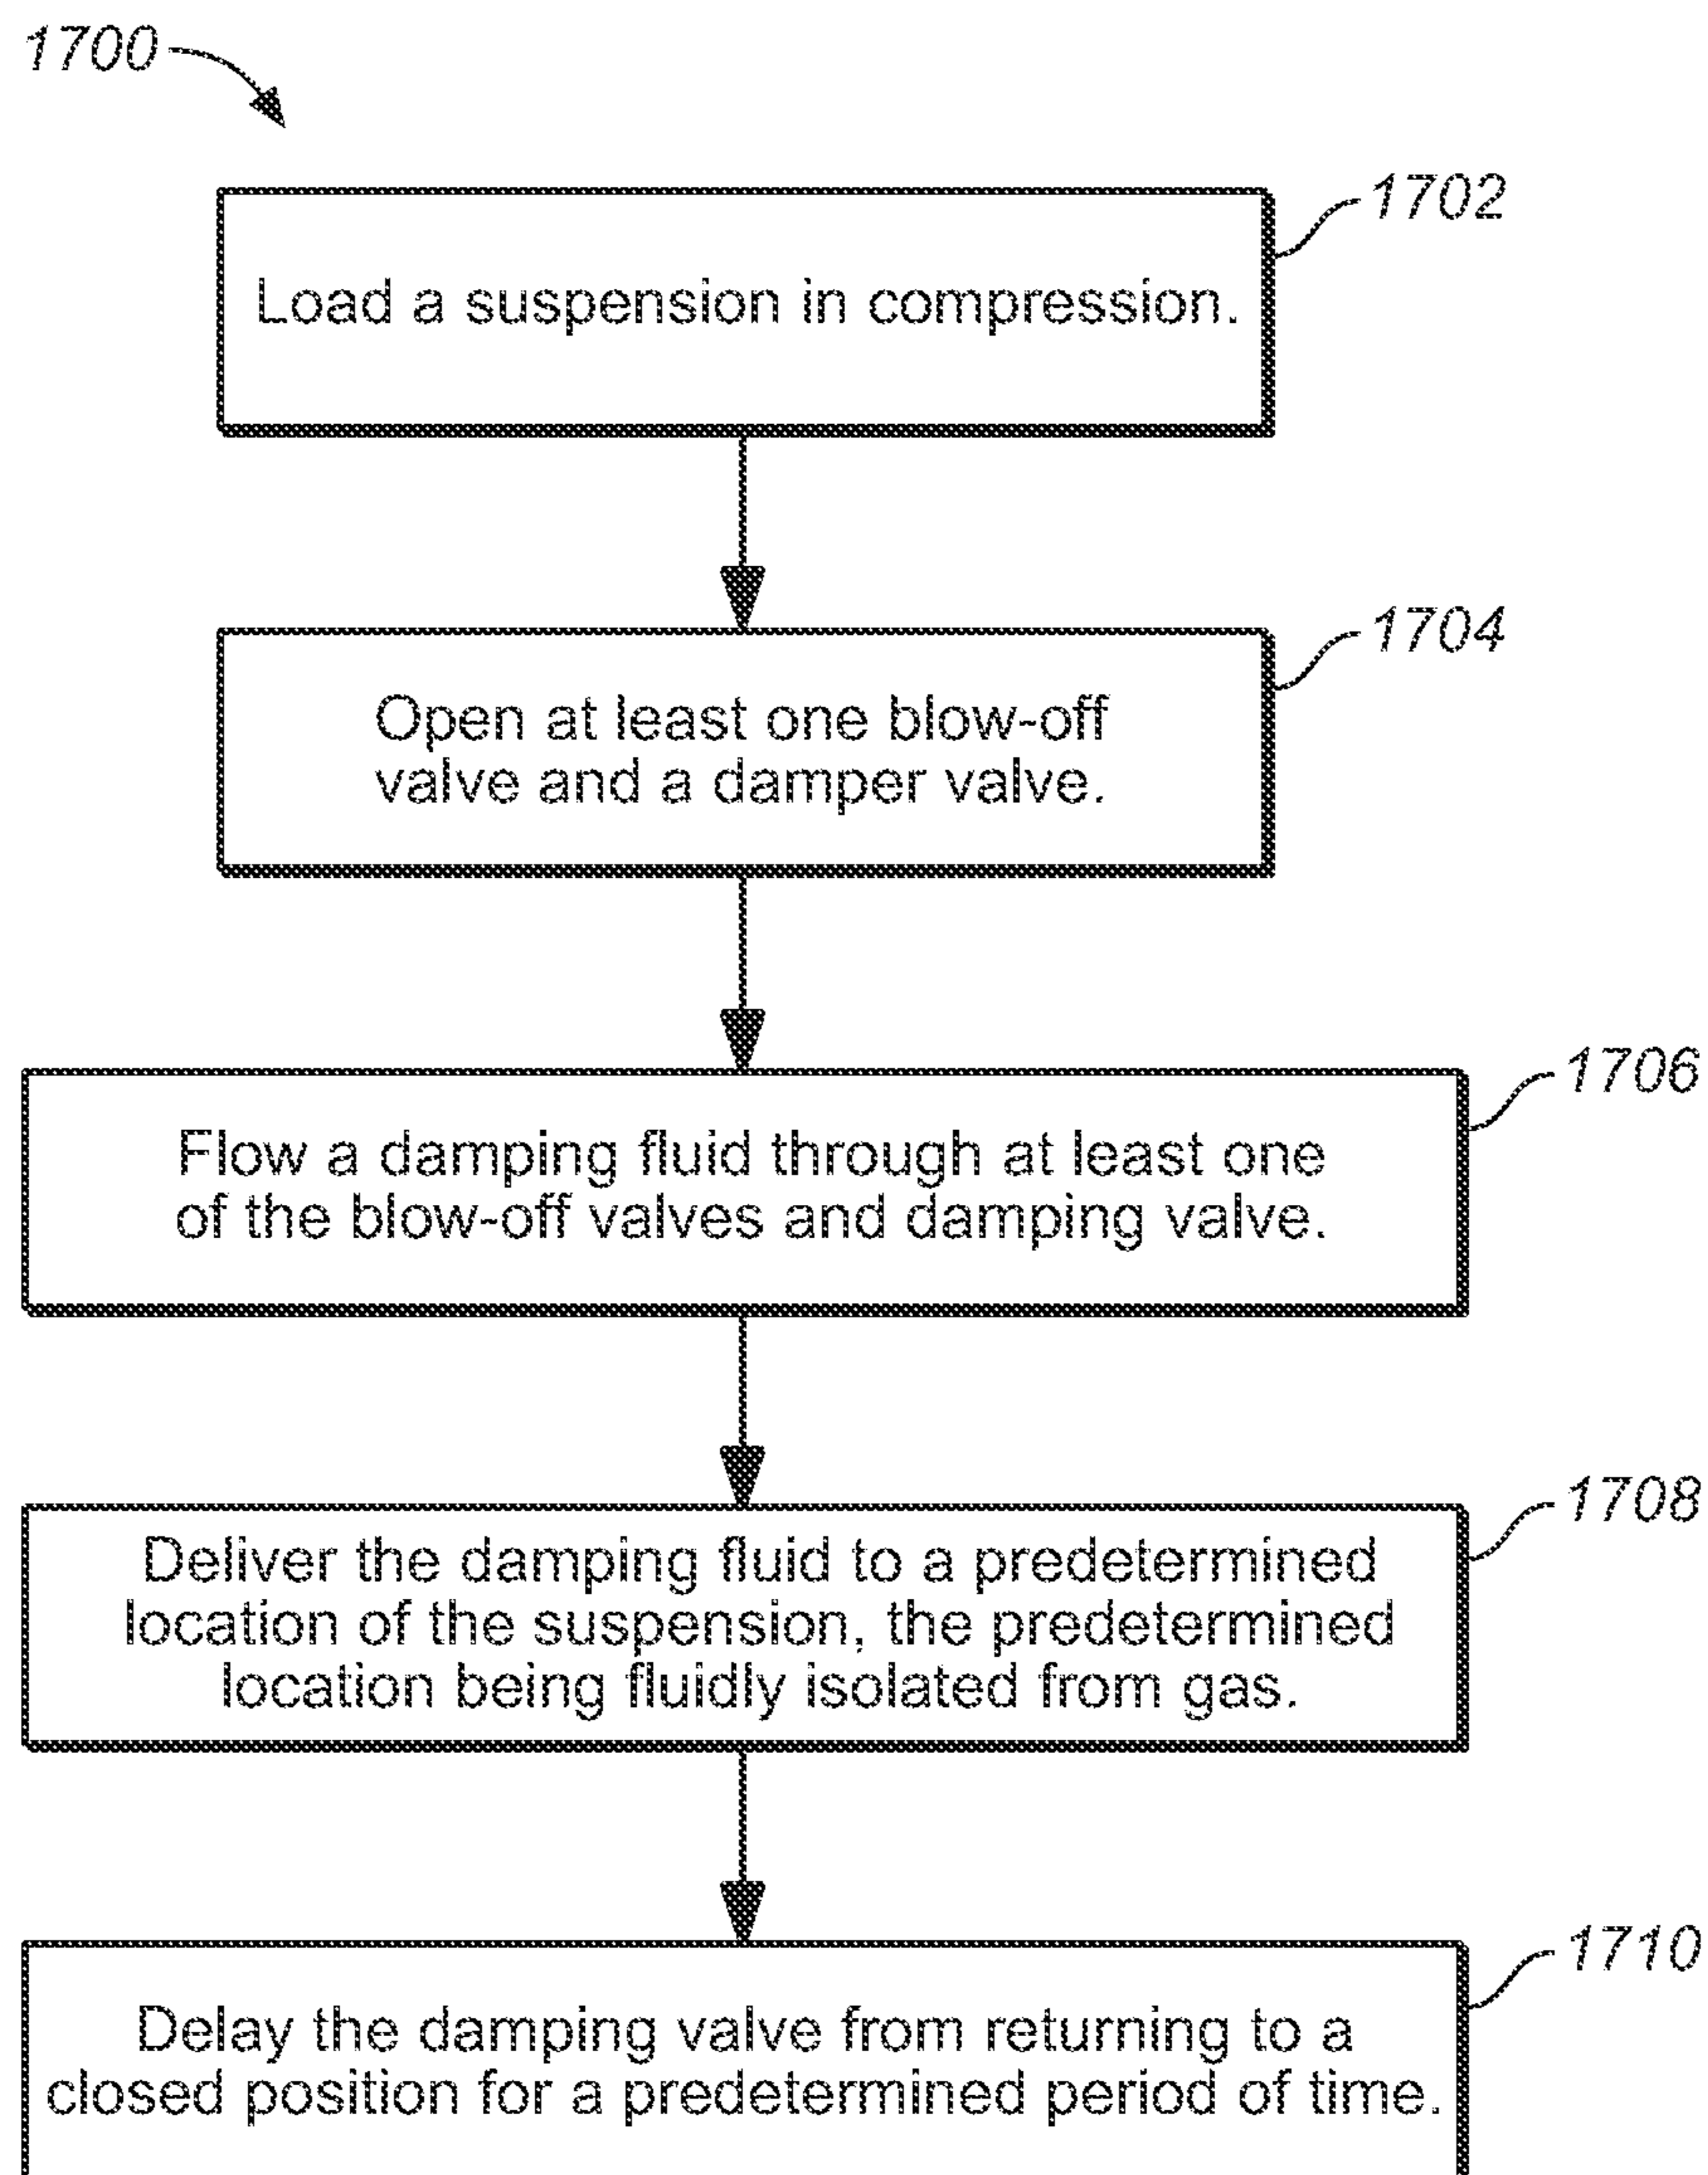 1700
1702
Load a suspension in compression.
1704
Open at least one blow-off
valve and a damper valve.
1706
Flow a damping fluid through at least one
of the blow-off valves and damping valve.
1708
Deliver the damping fluid to a predetermined
location of the suspension, the predetermined
location being fluidly isolated from gas.
1710
Delay the damping valve from returning to a
closed position for a predetermined period of time.